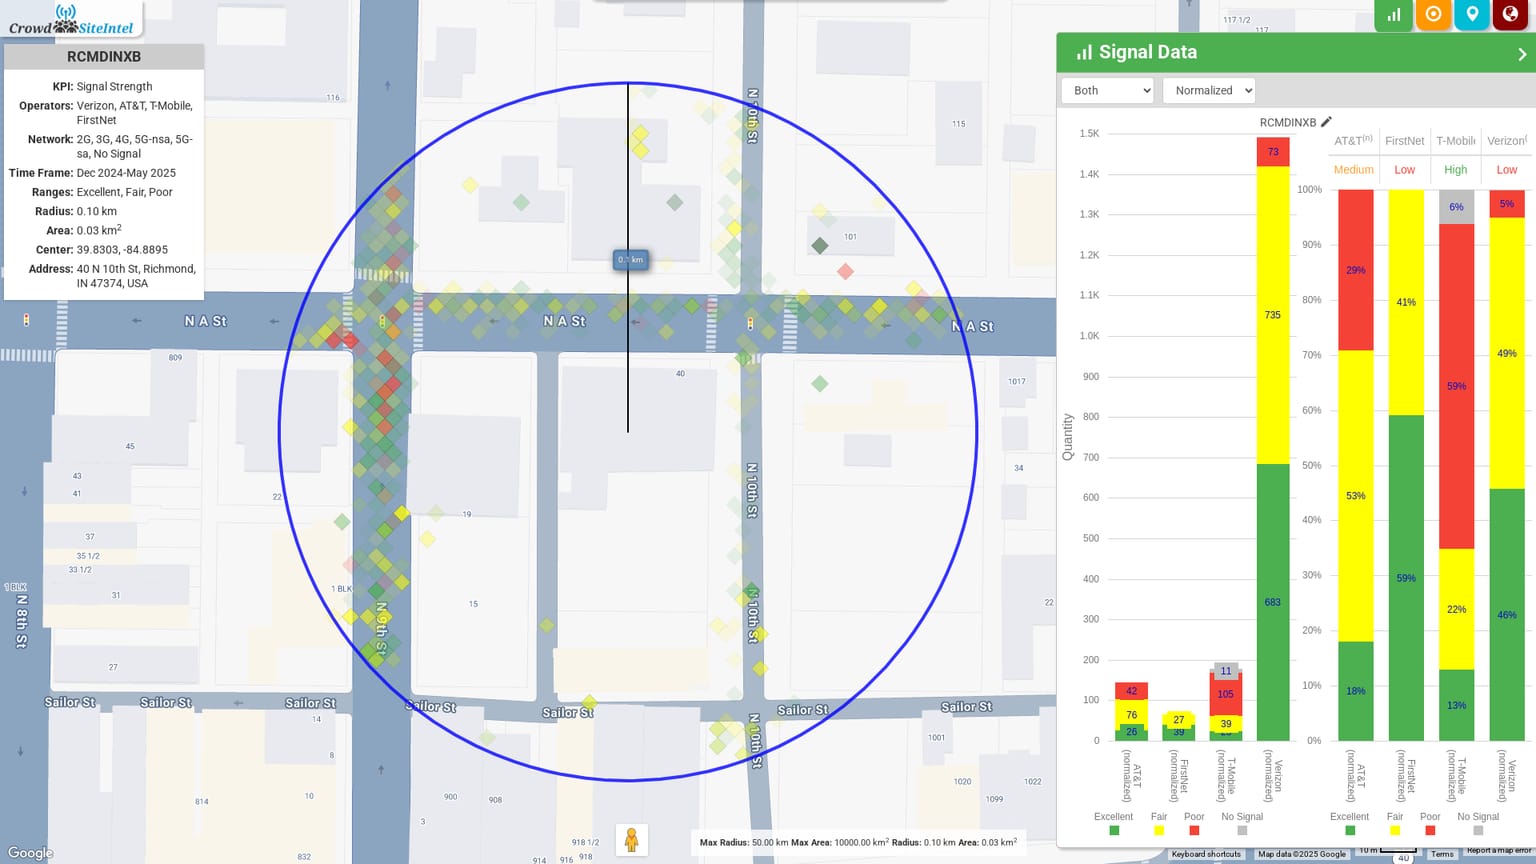 Crowd SiteIntel
RCMDINXB
KPI: Signal Strength
Operators: Verizon, AT&T, T-Mobile,
FirstNet
Network: 2G, 3G, 4G, 5G-nsa, 5G-
sa, No Signal
Time Frame: Dec 2024-May 2025
Ranges: Excellent, Fair, Poor
Radius: 0.10 km
Area: 0.03 km2
Center: 39.8303, -84.8895
Address: 40 N 10th St, Richmond,
IN 47374, USA
117 1/2
117
116
115
101
N 10th St
N A St
N A St
N A St
809
40
1017
45
43
41
22
19
34
37
35 1/2
33 1/2
31
1 BLK
1 BLK
15
22
27
N 8th St
N 9th St
N 10th St
N 10th St
N 10th St
Sailor St
Sailor St
Sailor St
Sailor St
Sailor St
Sailor St
Sailor St
14
8
10
814
832
900
908
3
918 1/2
914
916
918
1001
1020
1022
1099
40
Google
Max Radius: 50.00 km Max Area: 10000.00 km2 Radius: 0.10 km Area: 0.03 km2
Keyboard shortcuts
Map data ©2025 Google
10 m
Terms
Report a map error
Signal Data
Both
Normalized
RCMDINXB
Quantity
1.5K
1.4K
1.3K
1.2K
1.1K
1.0K
900
800
700
600
500
400
300
200
100
0
42
76
26
27
39
11
105
39
73
735
683
AT&T (normalized)
FirstNet (normalized)
T-Mobile (normalized)
Verizon (normalized)
Excellent Fair Poor No Signal
AT&T(n) FirstNet T-Mobile Verizon(
Medium Low High Low
100%
90%
80%
70%
60%
50%
40%
30%
20%
10%
0%
29%
53%
18%
41%
59%
6%
59%
22%
13%
5%
49%
46%
AT&T (normalized)
FirstNet (normalized)
T-Mobile (normalized)
Verizon (normalized)
Excellent Fair Poor No Signal